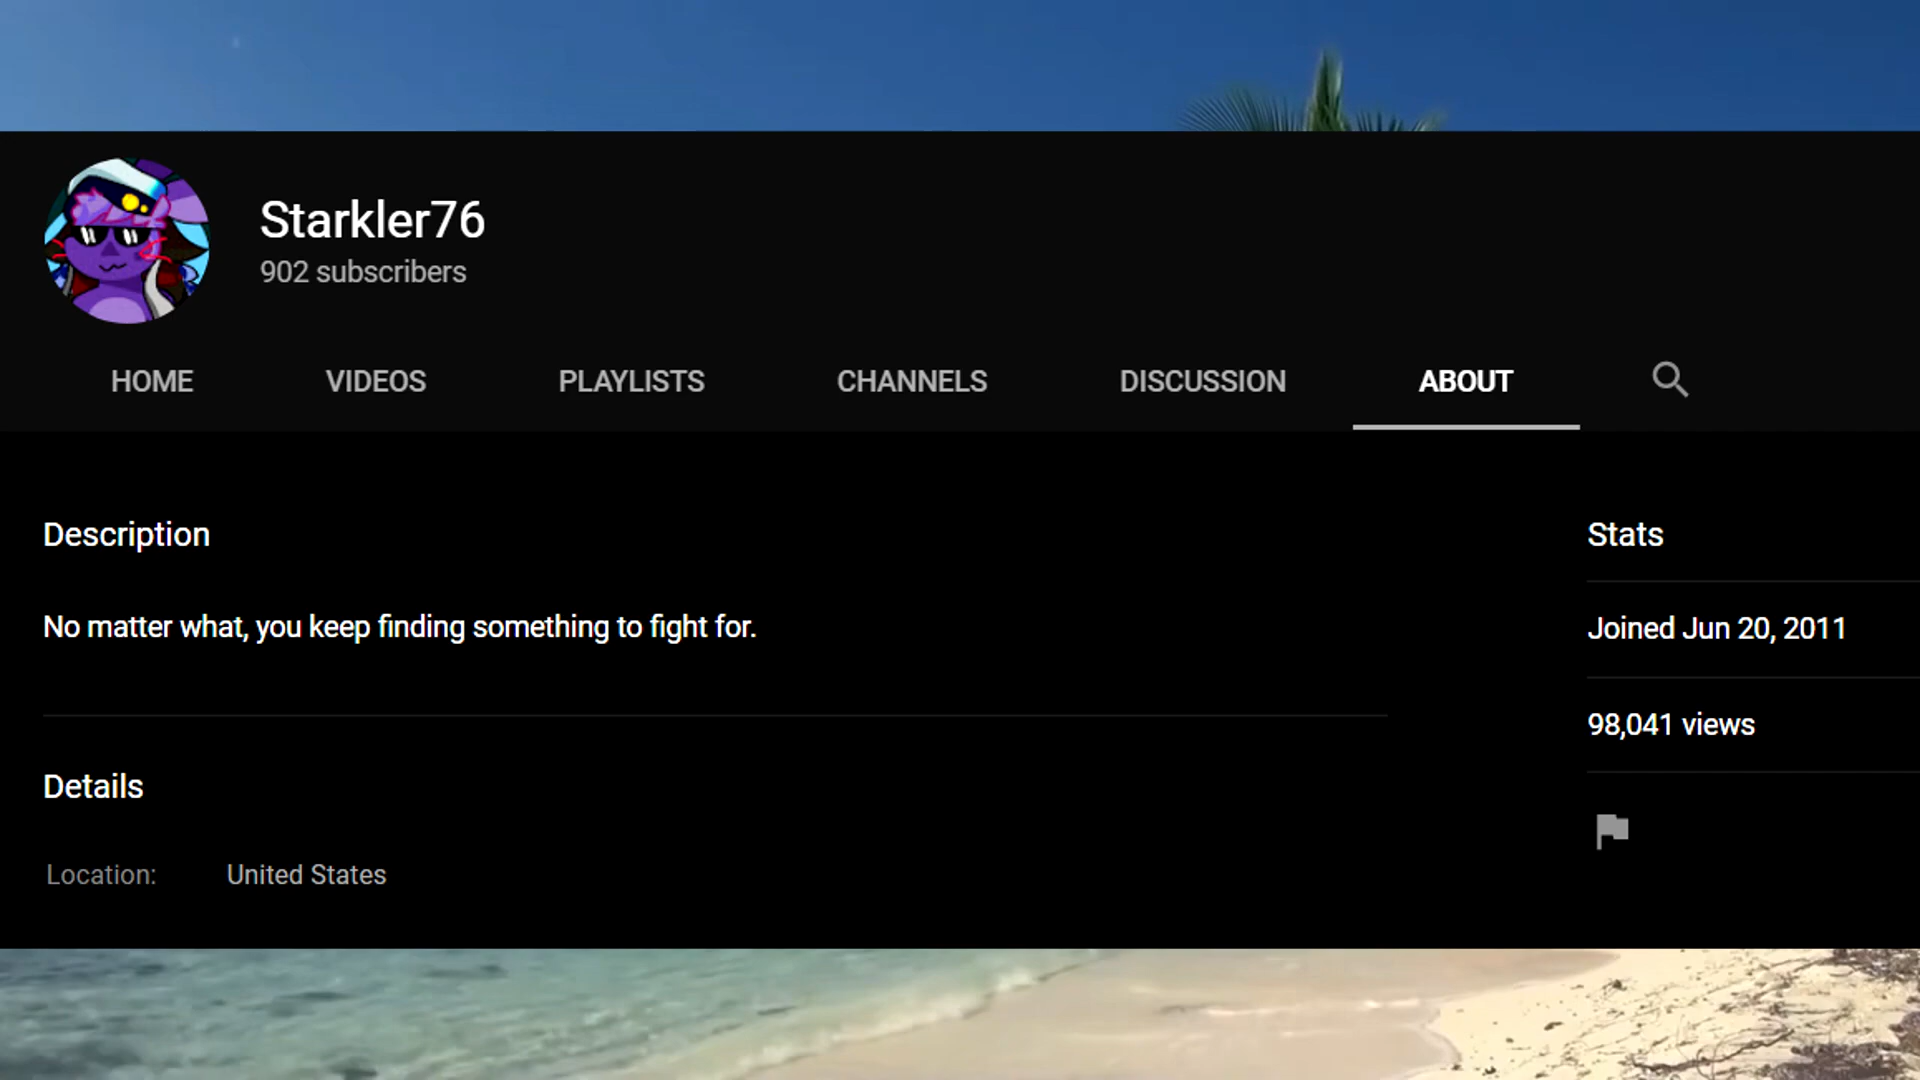 Starkler76
902 subscribers
HOME VIDEOS PLAYLISTS CHANNELS DISCUSSION ABOUT
Description
No matter what, you keep finding something to fight for.
Details
Location: United States
Stats
Joined Jun 20, 2011
98,041 views